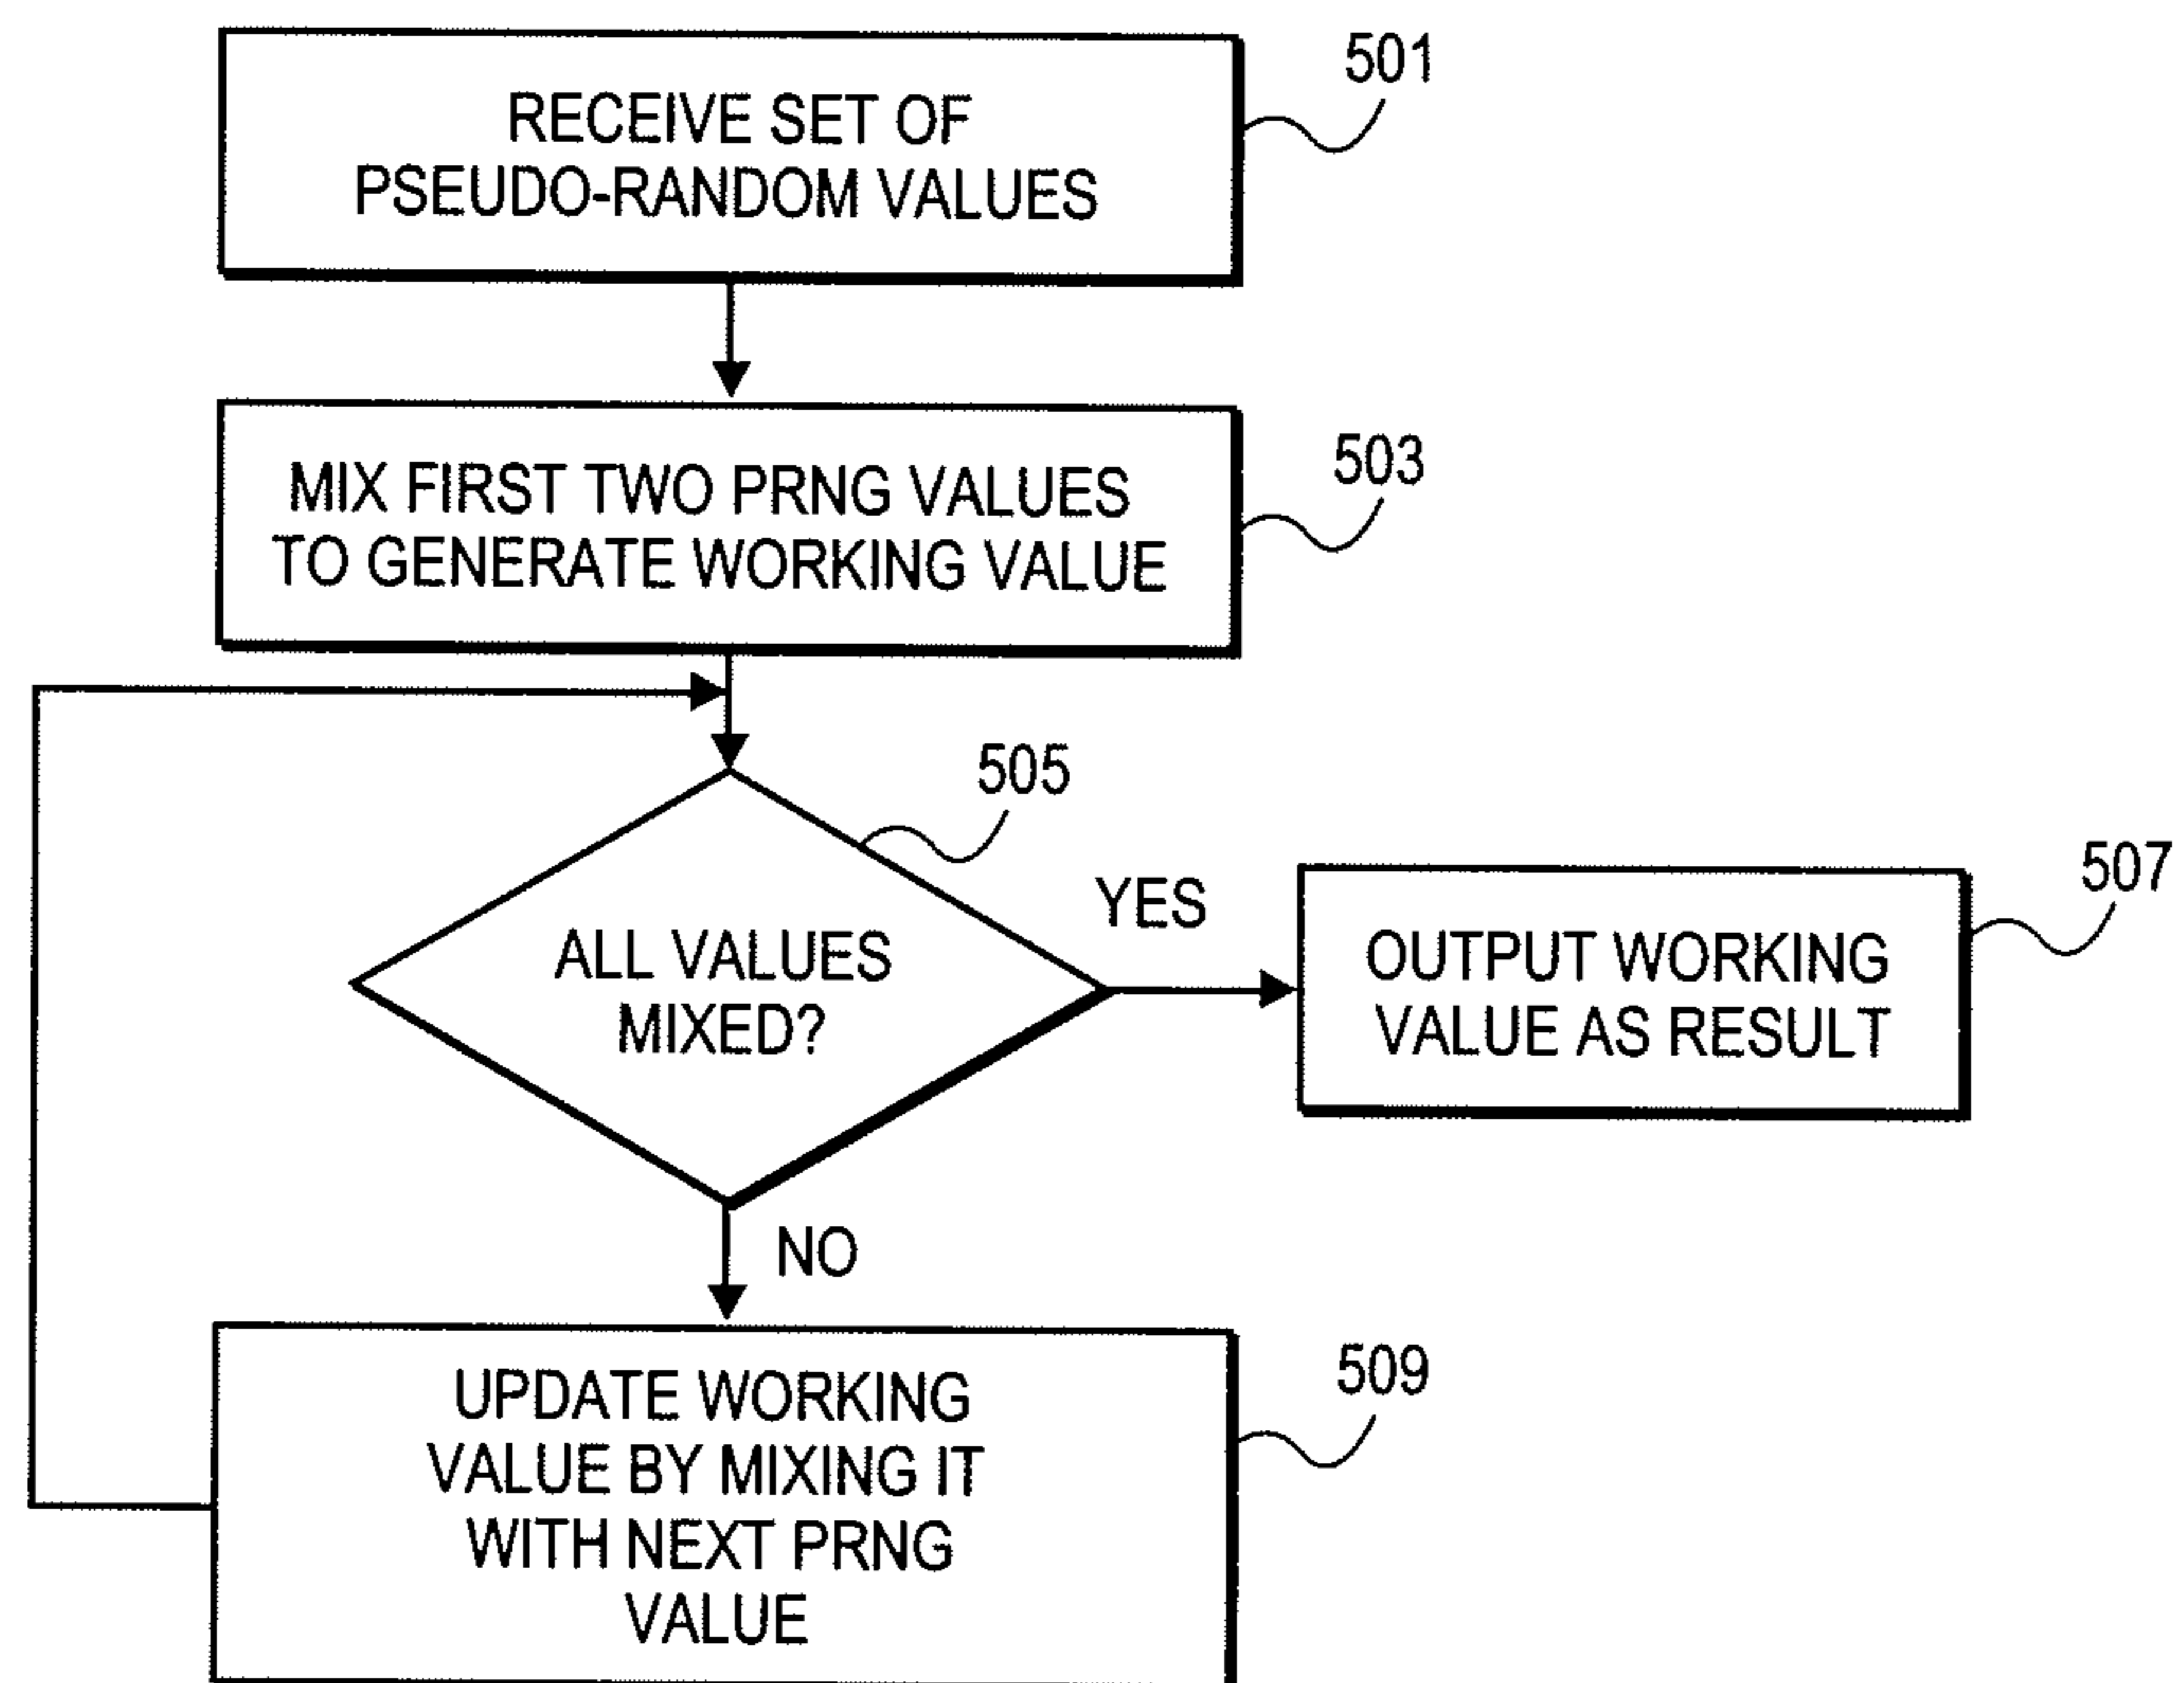 501
RECEIVE SET OF
PSEUDO-RANDOM VALUES
503
MIX FIRST TWO PRNG VALUES
TO GENERATE WORKING VALUE
505
ALL VALUES
MIXED?
YES
507
OUTPUT WORKING
VALUE AS RESULT
NO
509
UPDATE WORKING
VALUE BY MIXING IT
WITH NEXT PRNG
VALUE